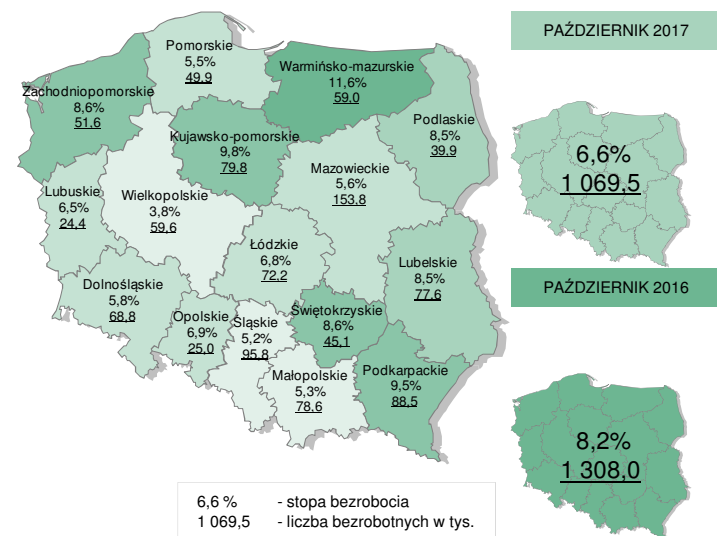 PAŹDZIERNIK 2017
6,6%
1 069,5
PAŹDZIERNIK 2016
8,2%
1 308,0
Pomorskie
5,5%
49,9
Warmińsko-mazurskie
11,6%
59,0
Zachodniopomorskie
8,6%
51,6
Podlaskie
8,5%
39,9
Kujawsko-pomorskie
9,8%
79,8
Mazowieckie
5,6%
153,8
Lubuskie
6,5%
24,4
Wielkopolskie
3,8%
59,6
Łódzkie
6,8%
72,2
Lubelskie
8,5%
77,6
Dolnośląskie
5,8%
68,8
Opolskie
6,9%
25,0
Śląskie
5,2%
95,8
Świętokrzyskie
8,6%
45,1
Małopolskie
5,3%
78,6
Podkarpackie
9,5%
88,5
6,6 % - stopa bezrobocia
1 069,5 - liczba bezrobotnych w tys.